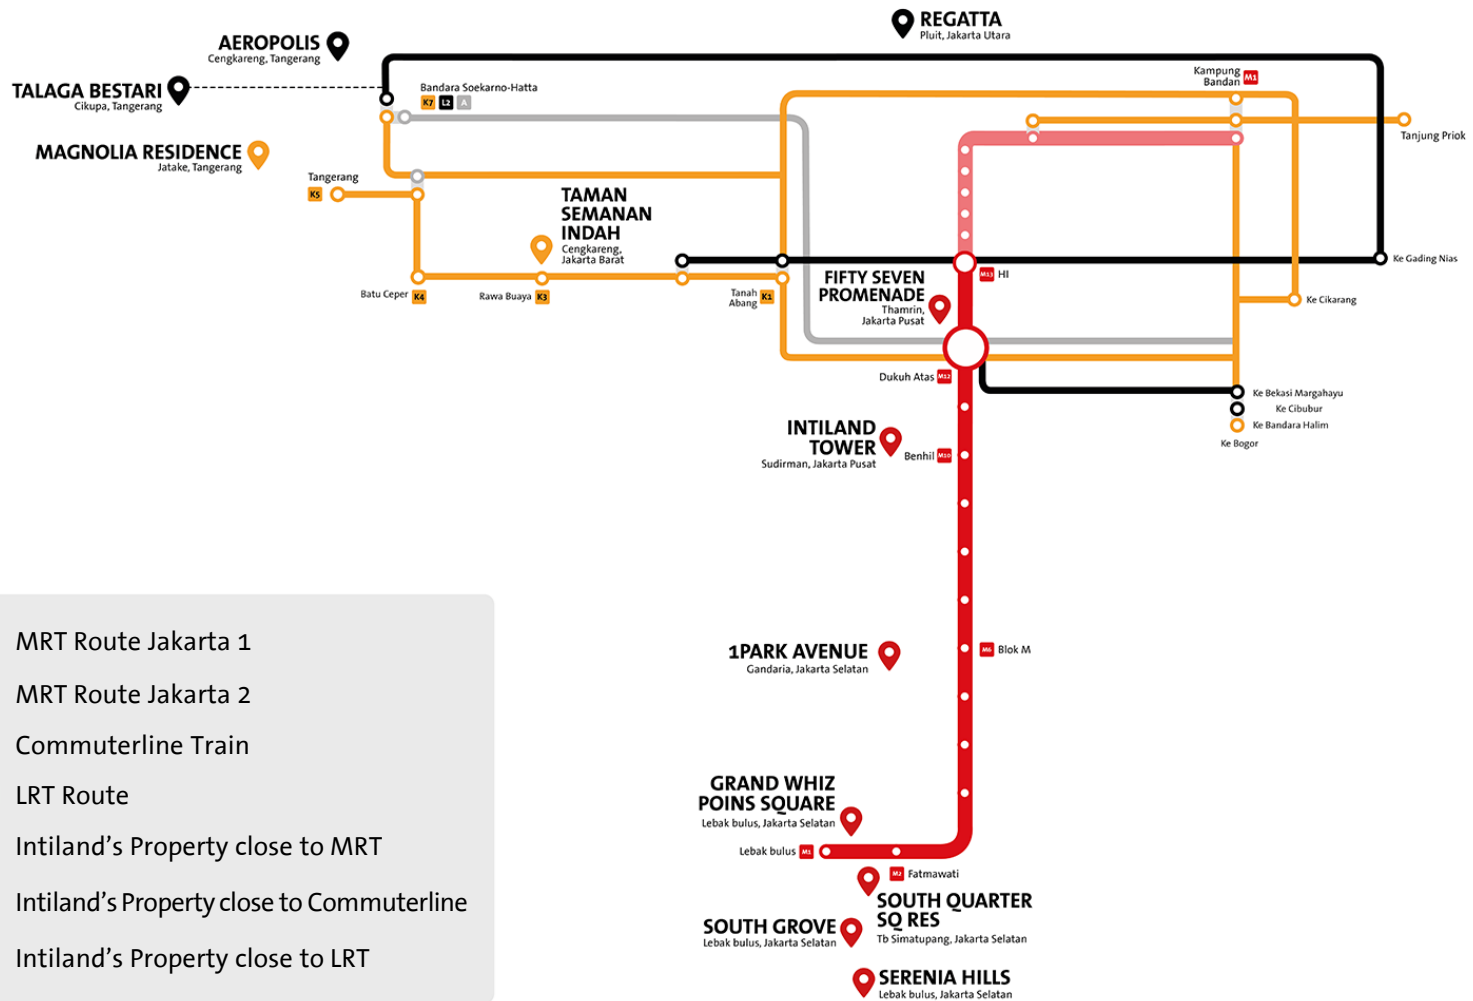 REGATTA
Pluit, Jakarta Utara
AEROPOLIS
Cengkareng, Tangerang
TALAGA BESTARI
Cikupa, Tangerang
Bandara Soekarno-Hatta
K7 L2 A
Kampung
Bandan M1
Tanjung Priok
MAGNOLIA RESIDENCE
Jatake, Tangerang
Tangerang
K5
TAMAN
SEMANAN
INDAH
Cengkareng,
Jakarta Barat
Batu Ceper K4
Rawa Buaya K3
Tanah
Abang K1
M13 HI
Ke Gading Nias
FIFTY SEVEN
PROMENADE
Thamrin,
Jakarta Pusat
Ke Cikarang
Dukuh Atas M12
Ke Bekasi Margahayu
Ke Cibubur
Ke Bandara Halim
Ke Bogor
INTILAND
TOWER
Sudirman, Jakarta Pusat
Benhil M10
1PARK AVENUE
Gandaria, Jakarta Selatan
M6 Blok M
GRAND WHIZ
POINS SQUARE
Lebak bulus, Jakarta Selatan
Lebak bulus M1
M2 Fatmawati
SOUTH QUARTER
SQ RES
Tb Simatupang, Jakarta Selatan
SOUTH GROVE
Lebak bulus, Jakarta Selatan
SERENIA HILLS
Lebak bulus, Jakarta Selatan
MRT Route Jakarta 1
MRT Route Jakarta 2
Commuterline Train
LRT Route
Intiland's Property close to MRT
Intiland's Property close to Commuterline
Intiland's Property close to LRT